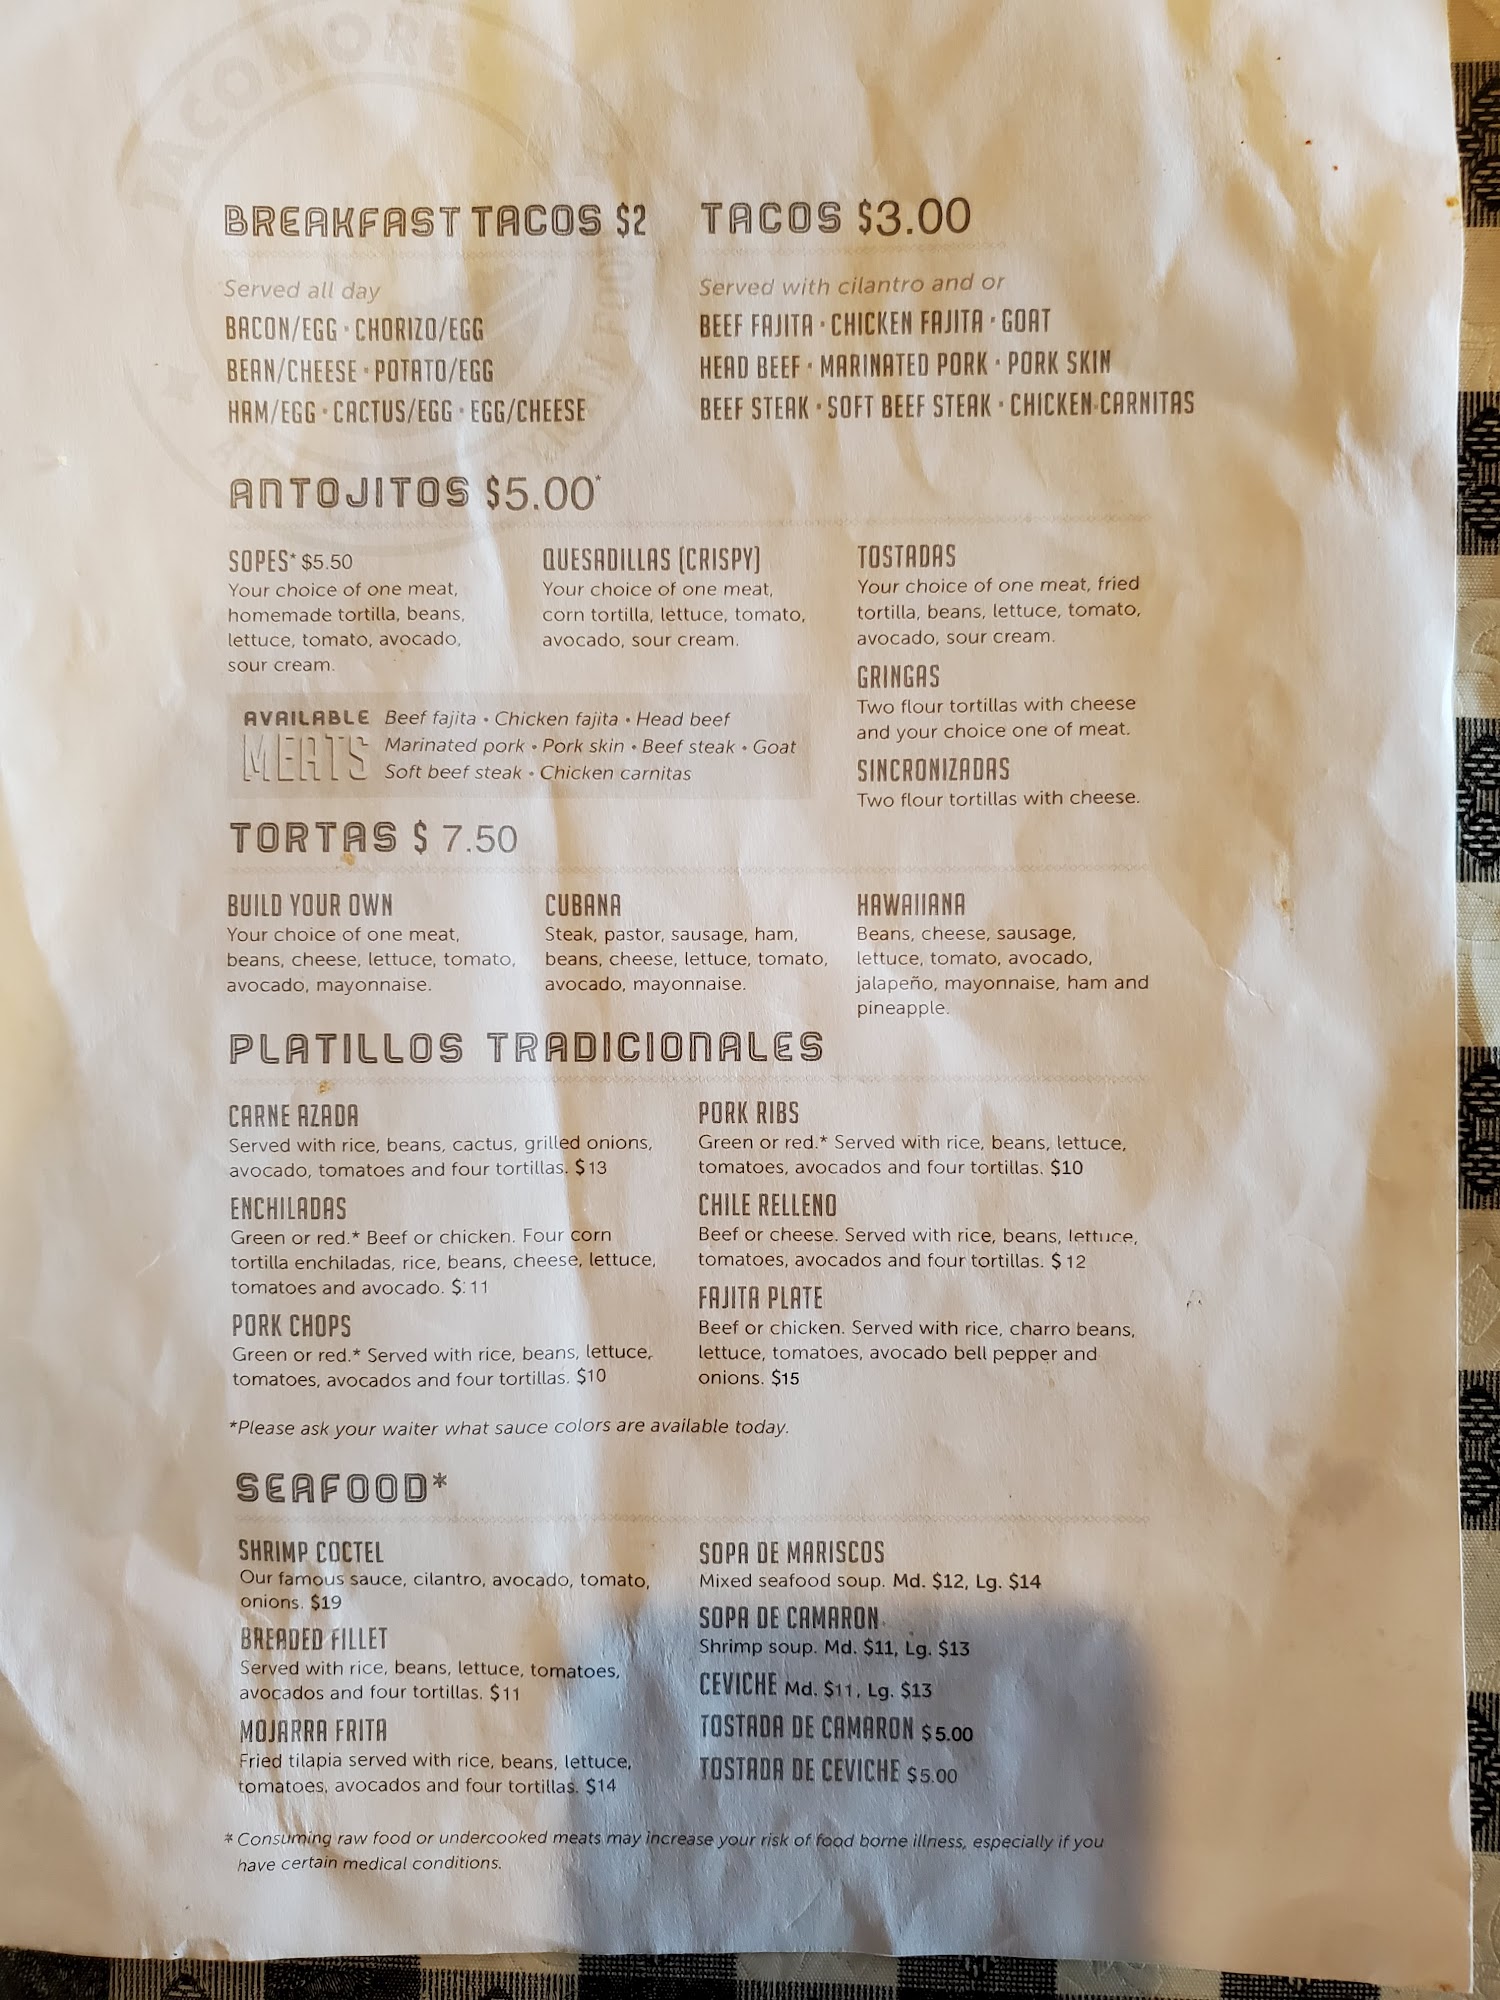 TACOMORE
BREAKFAST TACOS $2
Served all day
BACON/EGG • CHORIZO/EGG
BEAN/CHEESE • POTATO/EGG
HAM/EGG • CACTUS/EGG • EGG/CHEESE
TACOS $3.00
Served with cilantro and or
BEEF FAJITA • CHICKEN FAJITA • GOAT
HEAD BEEF • MARINATED PORK • PORK SKIN
BEEF STEAK • SOFT BEEF STEAK • CHICKEN CARNITAS
ANTOJITOS $5.00*
SOPES* $5.50
Your choice of one meat,
homemade tortilla, beans,
lettuce, tomato, avocado,
sour cream.
QUESADILLAS (CRISPY)
Your choice of one meat,
corn tortilla, lettuce, tomato,
avocado, sour cream.
TOSTADAS
Your choice of one meat, fried
tortilla, beans, lettuce, tomato,
avocado, sour cream.
GRINGAS
Two flour tortillas with cheese
and your choice one of meat.
SINCRONIZADAS
Two flour tortillas with cheese.
AVAILABLE
MEATS
Beef fajita • Chicken fajita • Head beef
Marinated pork • Pork skin • Beef steak • Goat
Soft beef steak • Chicken carnitas
TORTAS $ 7.50
BUILD YOUR OWN
Your choice of one meat,
beans, cheese, lettuce, tomato,
avocado, mayonnaise.
CUBANA
Steak, pastor, sausage, ham,
beans, cheese, lettuce, tomato,
avocado, mayonnaise.
HAWAIIANA
Beans, cheese, sausage,
lettuce, tomato, avocado,
jalapeño, mayonnaise, ham and
pineapple.
PLATILLOS TRADICIONALES
CARNE AZADA
Served with rice, beans, cactus, grilled onions,
avocado, tomatoes and four tortillas. $13
ENCHILADAS
Green or red.* Beef or chicken. Four corn
tortilla enchiladas, rice, beans, cheese, lettuce,
tomatoes and avocado. $ 11
PORK CHOPS
Green or red.* Served with rice, beans, lettuce,
tomatoes, avocados and four tortillas. $10
PORK RIBS
Green or red.* Served with rice, beans, lettuce,
tomatoes, avocados and four tortillas. $10
CHILE RELLENO
Beef or cheese. Served with rice, beans, lettuce,
tomatoes, avocados and four tortillas. $12
FAJITA PLATE
Beef or chicken. Served with rice, charro beans,
lettuce, tomatoes, avocado bell pepper and
onions. $15
*Please ask your waiter what sauce colors are available today.
SEAFOOD*
SHRIMP COCTEL
Our famous sauce, cilantro, avocado, tomato,
onions. $19
BREADED FILLET
Served with rice, beans, lettuce, tomatoes,
avocados and four tortillas. $11
MOJARRA FRITA
Fried tilapia served with rice, beans, lettuce,
tomatoes, avocados and four tortillas. $14
SOPA DE MARISCOS
Mixed seafood soup. Md. $12, Lg. $14
SOPA DE CAMARON
Shrimp soup. Md. $11, Lg. $13
CEVICHE Md. $11, Lg. $13
TOSTADA DE CAMARON $5.00
TOSTADA DE CEVICHE $5.00
* Consuming raw food or undercooked meats may increase your risk of food borne illness, especially if you
have certain medical conditions.